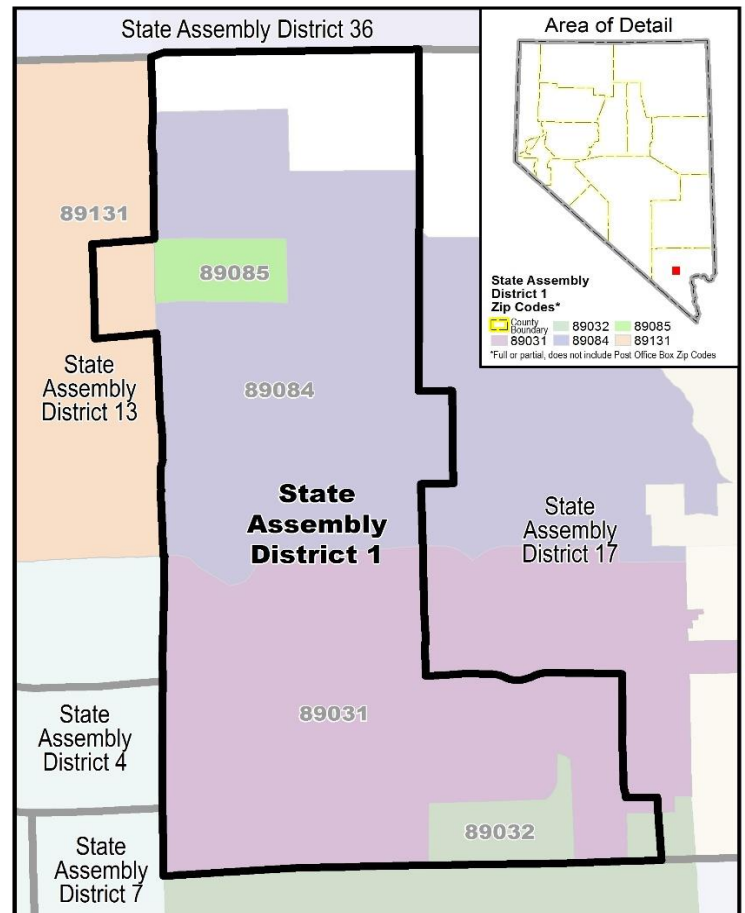 State Assembly District 36
Area of Detail
State Assembly
District 1
Zip Codes*
County
Boundary
89032
89085
89031
89084
89131
*Full or partial, does not include Post Office Box Zip Codes
89131
89085
State
Assembly
District 13
89084
State
Assembly
District 1
State
Assembly
District 17
89031
State
Assembly
District 4
89032
State
Assembly
District 7